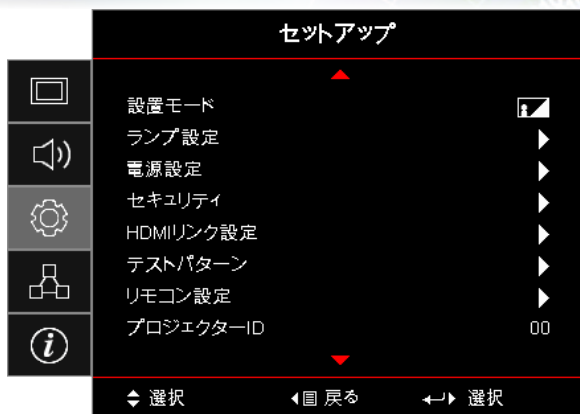 セットアップ
設置モード
ランプ設定
電源設定
セキュリティ
HDMIリンク設定
テストパターン
リモコン設定
プロジェクターID 00
選択 戻る 選択